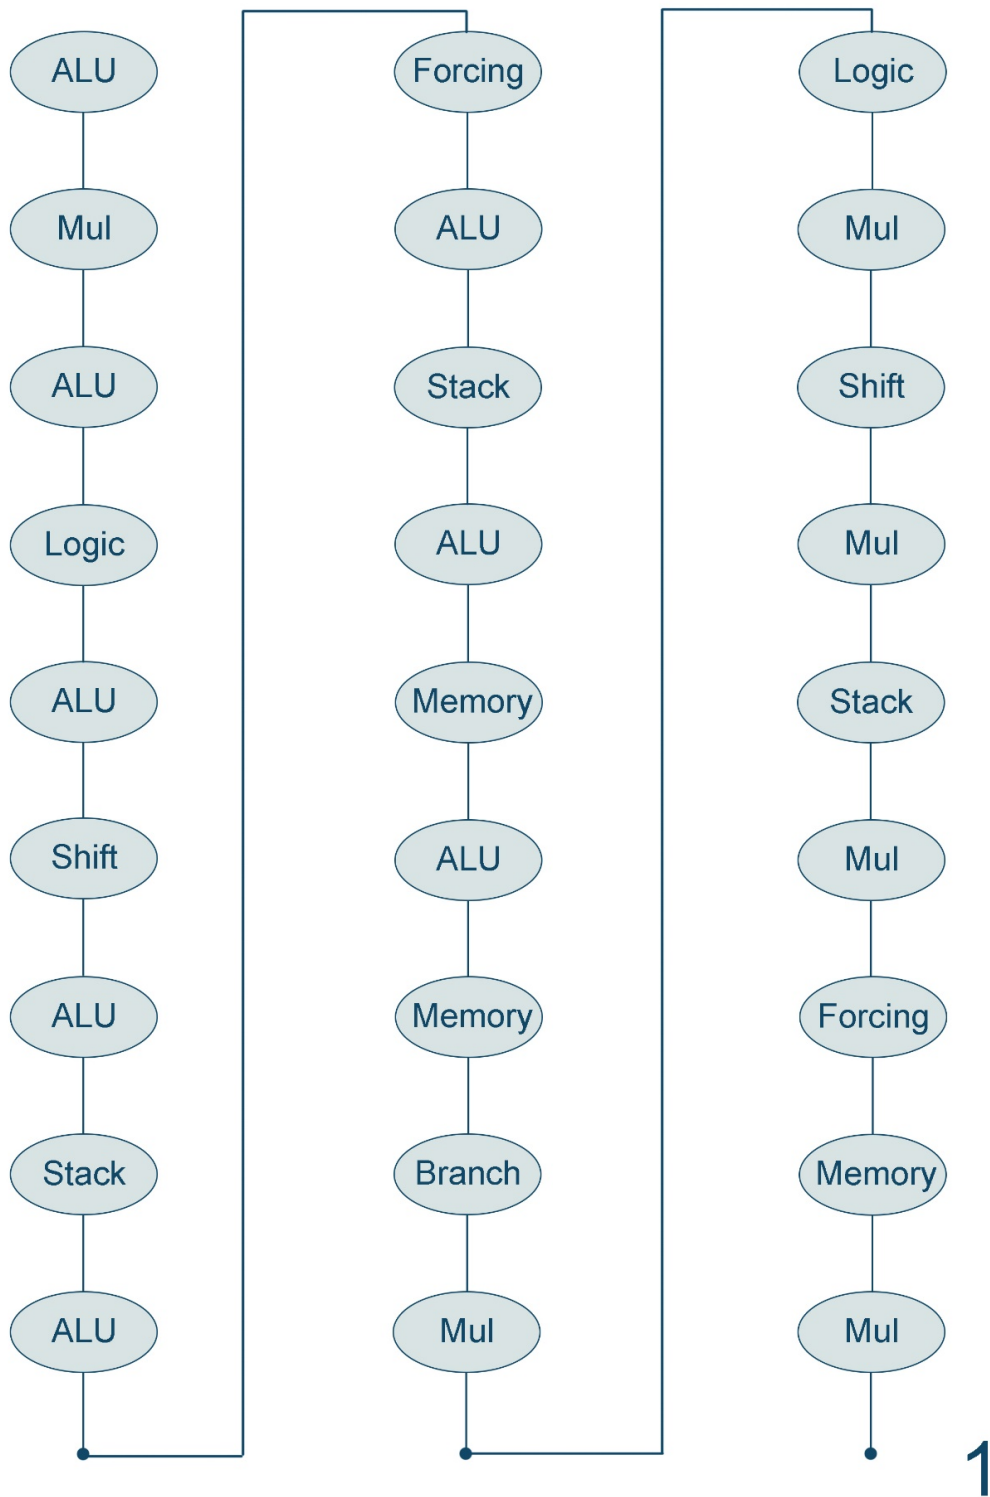 ALU
Mul
ALU
Logic
ALU
Shift
ALU
Stack
ALU
Forcing
ALU
Stack
ALU
Memory
ALU
Memory
Branch
Mul
Logic
Mul
Shift
Mul
Stack
Mul
Forcing
Memory
Mul
1